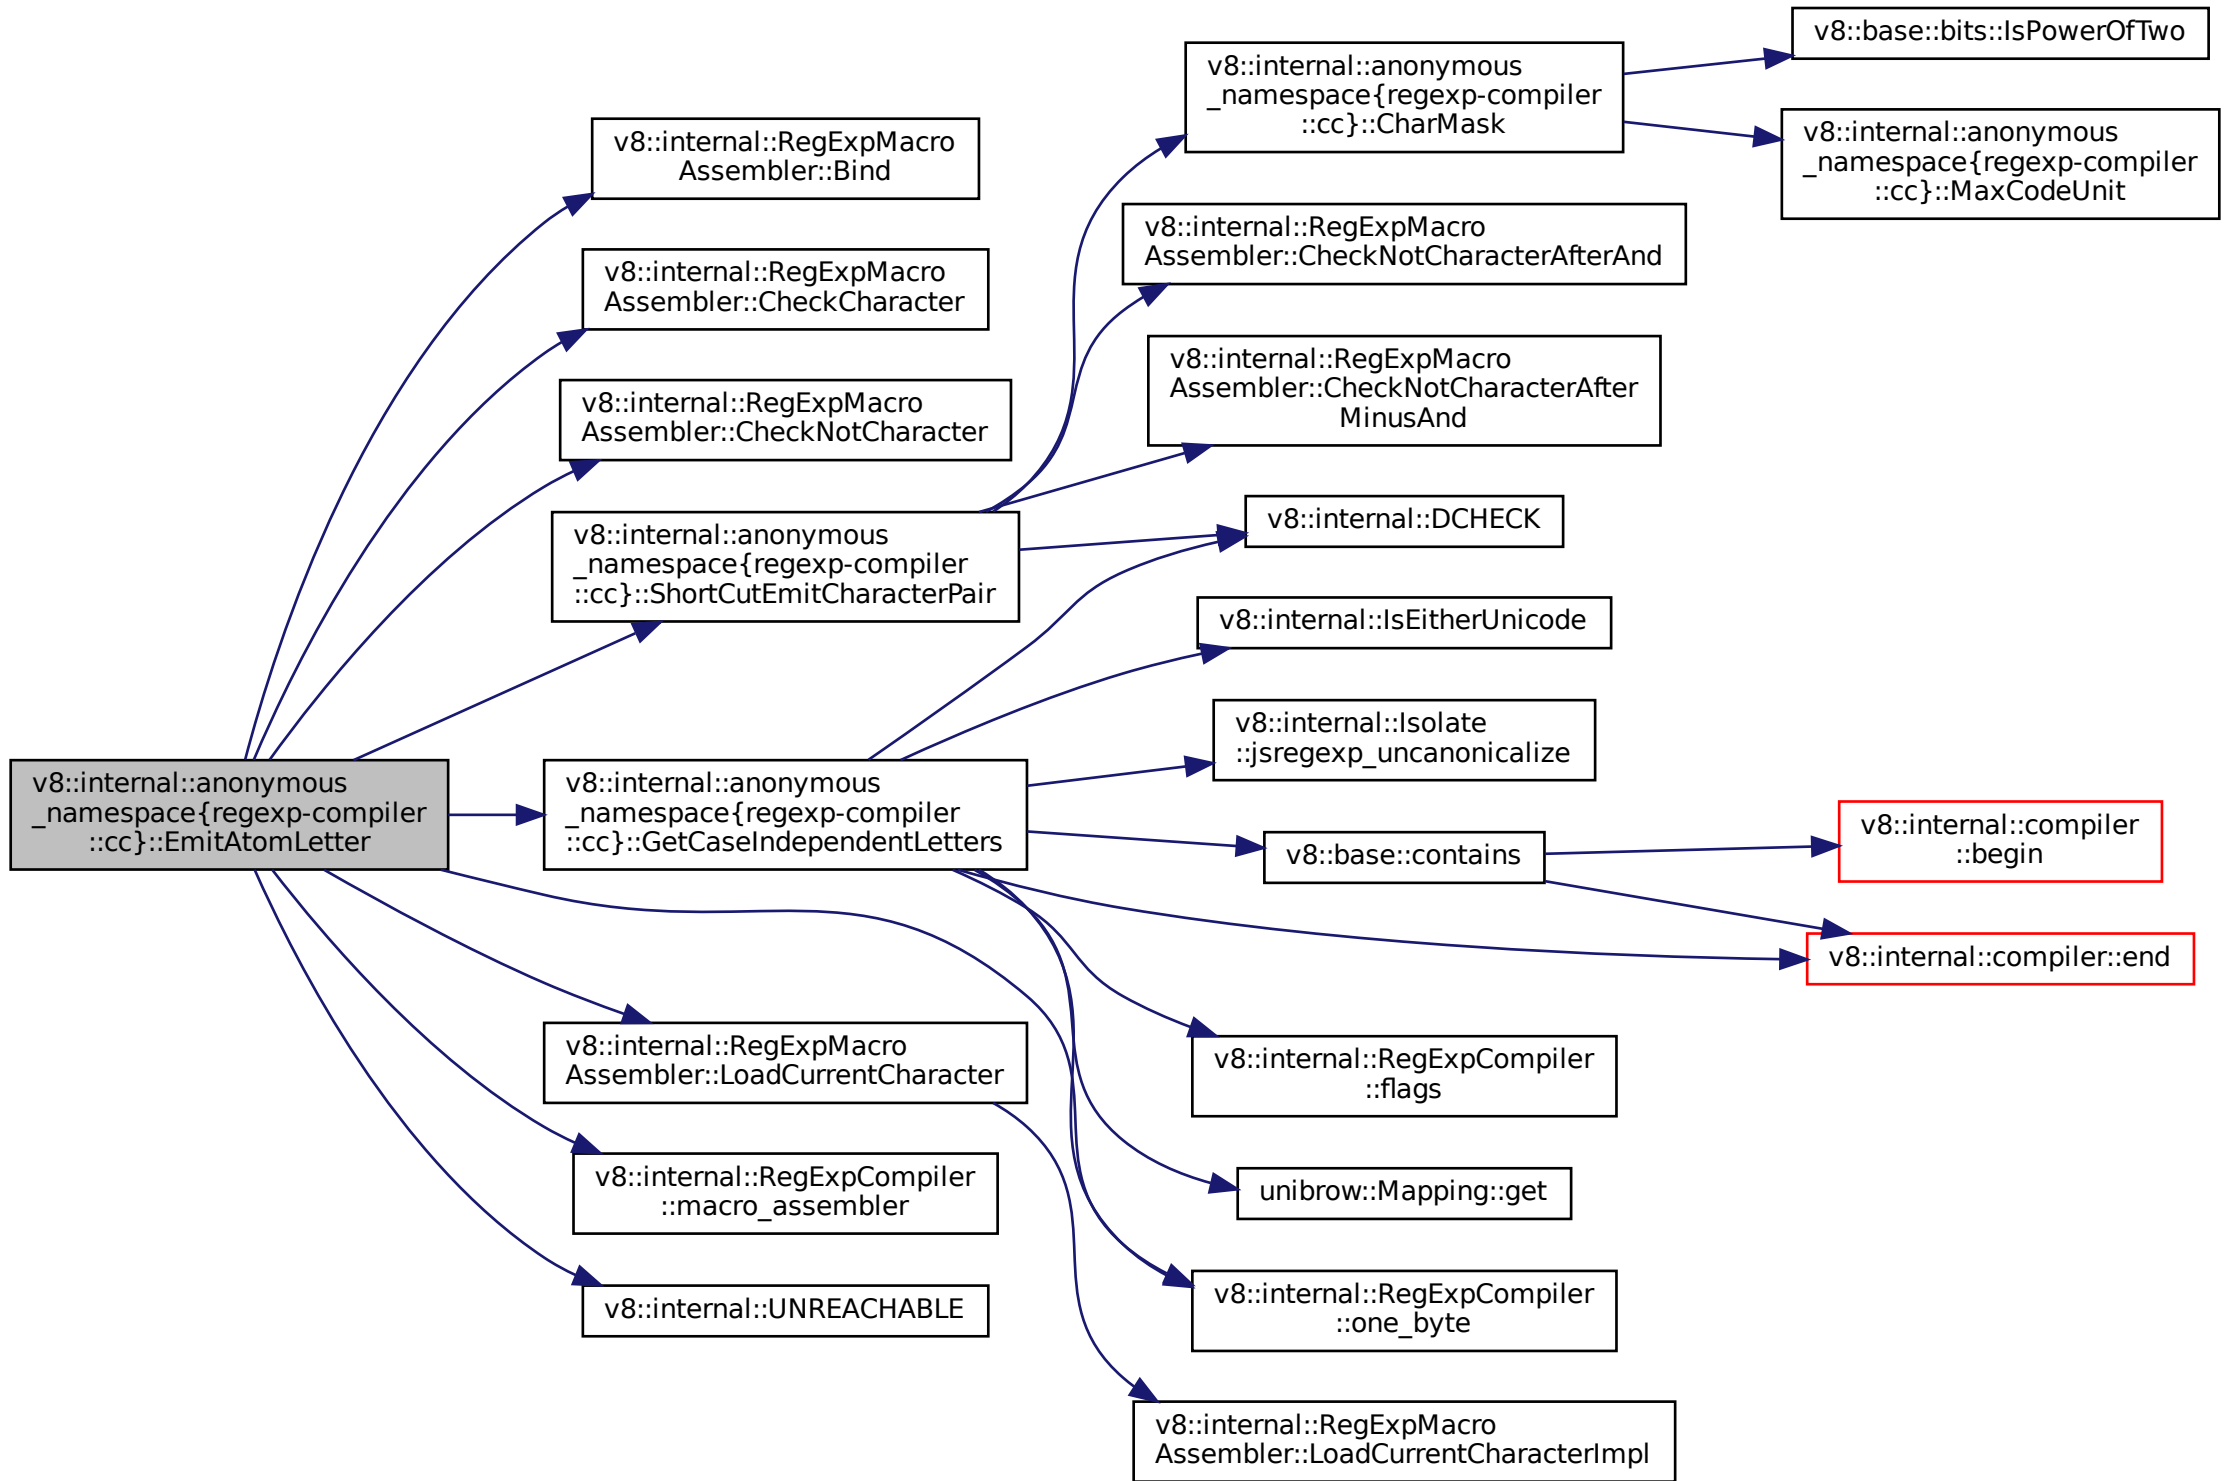 v8::internal::anonymous
_namespace{regexp-compiler
::cc}::EmitAtomLetter
v8::internal::RegExpMacro
Assembler::Bind
v8::internal::RegExpMacro
Assembler::CheckCharacter
v8::internal::RegExpMacro
Assembler::CheckNotCharacter
v8::internal::anonymous
_namespace{regexp-compiler
::cc}::ShortCutEmitCharacterPair
v8::internal::anonymous
_namespace{regexp-compiler
::cc}::GetCaseIndependentLetters
v8::internal::RegExpMacro
Assembler::LoadCurrentCharacter
v8::internal::RegExpCompiler
::macro_assembler
v8::internal::UNREACHABLE
v8::internal::anonymous
_namespace{regexp-compiler
::cc}::CharMask
v8::internal::RegExpMacro
Assembler::CheckNotCharacterAfterAnd
v8::internal::RegExpMacro
Assembler::CheckNotCharacterAfter
MinusAnd
v8::internal::DCHECK
v8::internal::IsEitherUnicode
v8::internal::Isolate
::jsregexp_uncanonicalize
v8::base::contains
v8::internal::RegExpCompiler
::flags
unibrow::Mapping::get
v8::internal::RegExpCompiler
::one_byte
v8::internal::RegExpMacro
Assembler::LoadCurrentCharacterImpl
v8::base::bits::IsPowerOfTwo
v8::internal::anonymous
_namespace{regexp-compiler
::cc}::MaxCodeUnit
v8::internal::compiler
::begin
v8::internal::compiler::end